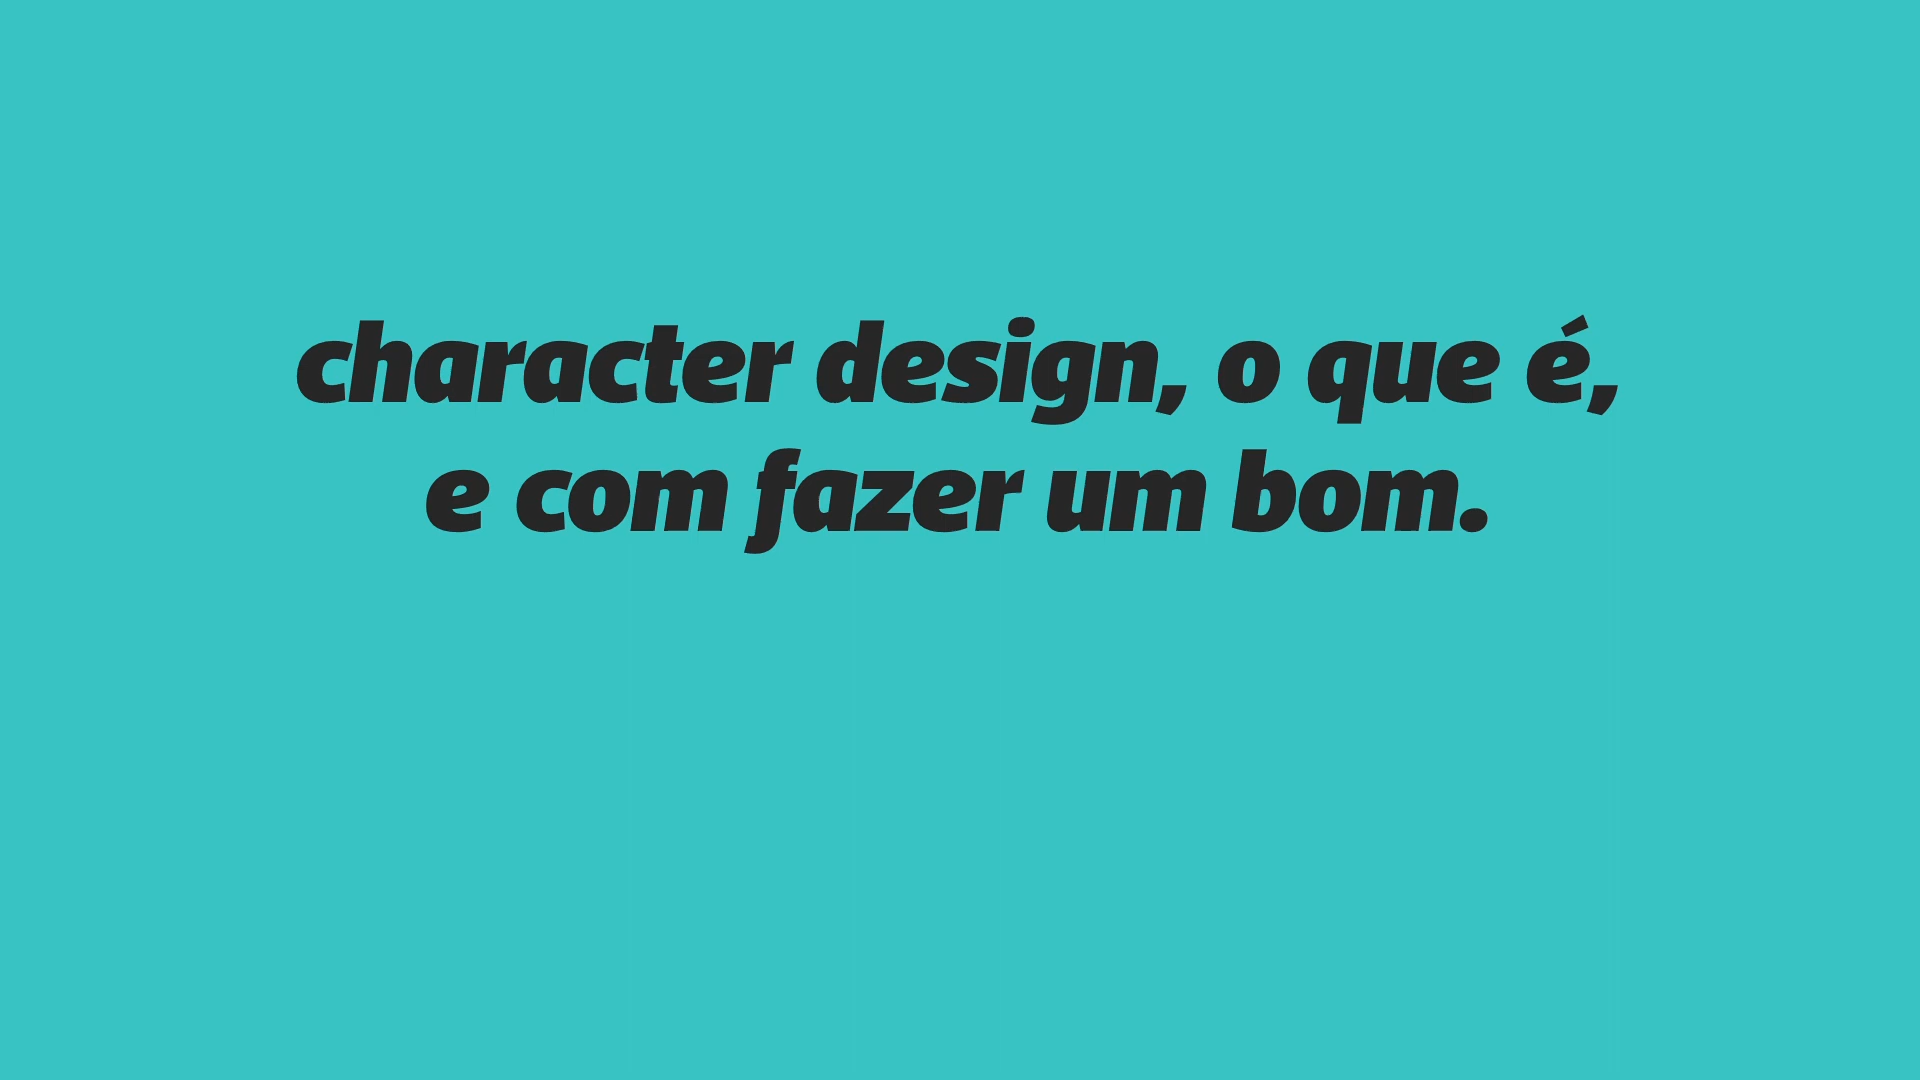 character design, o que é,
e com fazer um bom.